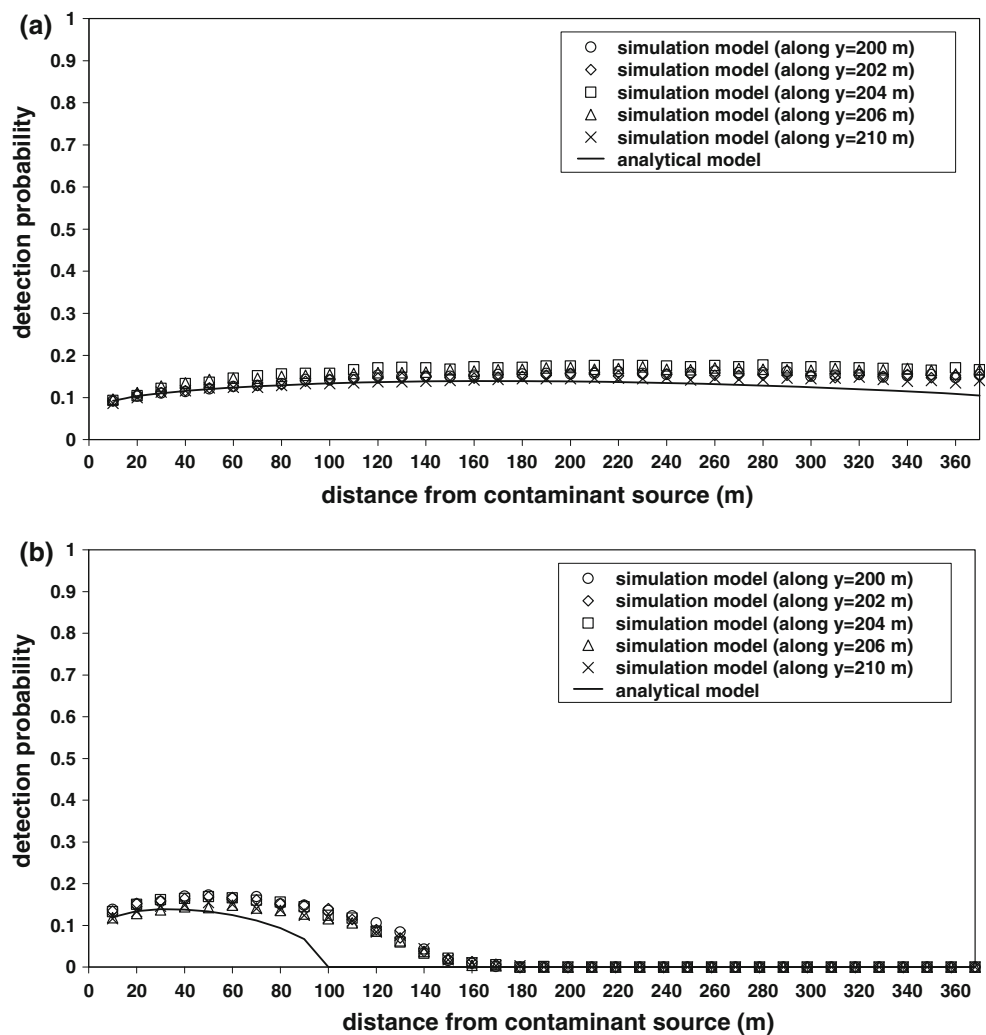 (a)
1
0.9
0.8
0.7
0.6
0.5
0.4
0.3
0.2
0.1
0
detection probability
simulation model (along y=200 m)
simulation model (along y=202 m)
simulation model (along y=204 m)
simulation model (along y=206 m)
simulation model (along y=210 m)
analytical model
0 20 40 60 80 100 120 140 160 180 200 220 240 260 280 300 320 340 360
distance from contaminant source (m)
(b)
1
0.9
0.8
0.7
0.6
0.5
0.4
0.3
0.2
0.1
0
detection probability
simulation model (along y=200 m)
simulation model (along y=202 m)
simulation model (along y=204 m)
simulation model (along y=206 m)
simulation model (along y=210 m)
analytical model
0 20 40 60 80 100 120 140 160 180 200 220 240 260 280 300 320 340 360
distance from contaminant source (m)